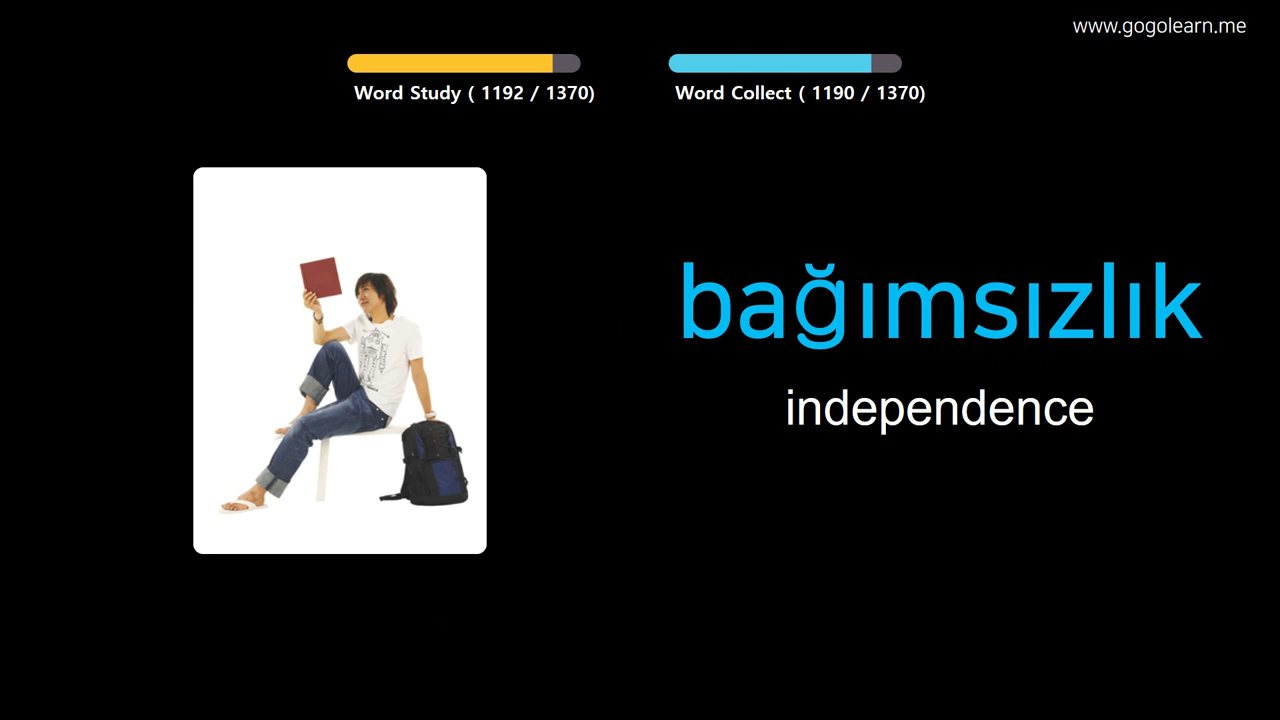 www.gogolearn.me
Word Study ( 1192 / 1370)
Word Collect ( 1190 / 1370)
bağımsızlık
independence